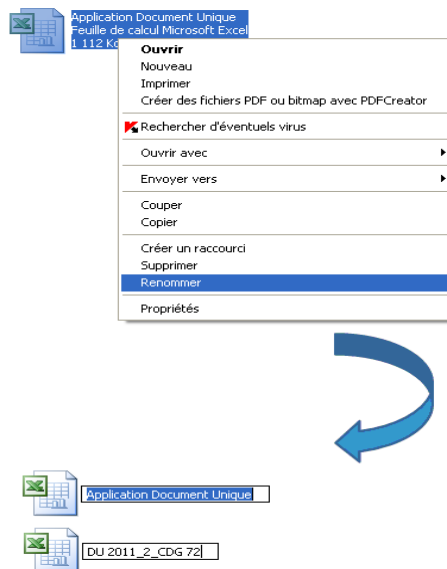 Application Document Unique
Feuille de calcul Microsoft Excel
1 112 Ko
Ouvrir
Nouveau
Imprimer
Créer des fichiers PDF ou bitmap avec PDFCreator
Rechercher d'éventuels virus
Ouvrir avec
Envoyer vers
Couper
Copier
Créer un raccourci
Supprimer
Renommer
Propriétés
Application Document Unique
DU 2011_2_CDG 72